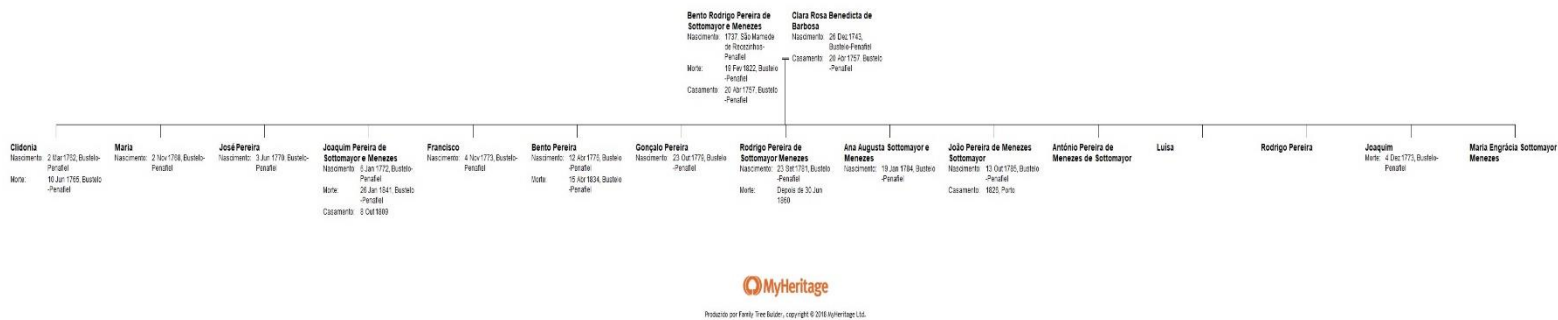 Bento Rodrigo Pereira de
Sottomayor e Menezes
Nascimento: 1737, São Mamede
de Recezinhos-
Penafiel
Morte: 18 Fev 1822, Bustelo
-Penafiel
Casamento: 20 Abr 1757, Bustelo
-Penafiel
Clara Rosa Benedicta de
Barbosa
Nascimento: 26 Dez 1743,
Bustelo-Penafiel
Casamento: 20 Abr 1757, Bustelo
-Penafiel
Clidonia
Nascimento: 2 Mar 1762, Bustelo-
Penafiel
Morte: 10 Jun 1765, Bustelo
-Penafiel
Maria
Nascimento: 2 Nov 1768, Bustelo-
Penafiel
José Pereira
Nascimento: 3 Jun 1770, Bustelo-
Penafiel
Joaquim Pereira de
Sottomayor e Menezes
Nascimento: 6 Jan 1772, Bustelo-
Penafiel
Morte: 26 Jan 1841, Bustelo
-Penafiel
Casamento: 8 Out 1809
Francisco
Nascimento: 4 Nov 1773, Bustelo-
Penafiel
Bento Pereira
Nascimento: 12 Abr 1776, Bustelo
-Penafiel
Morte: 15 Abr 1834, Bustelo
-Penafiel
Gonçalo Pereira
Nascimento: 23 Out 1779, Bustelo
-Penafiel
Rodrigo Pereira de
Sottomayor Menezes
Nascimento: 23 Set 1781, Bustelo
-Penafiel
Morte: Depois de 30 Jun
1860
Ana Augusta Sottomayor e
Menezes
Nascimento: 19 Jan 1784, Bustelo
-Penafiel
João Pereira de Menezes
Sottomayor
Nascimento: 13 Out 1785, Bustelo
-Penafiel
Casamento: 1826, Porto
António Pereira de
Menezes de Sottomayor
Luísa
Rodrigo Pereira
Joaquim
Morte: 4 Dez 1773, Bustelo-
Penafiel
Maria Engrácia Sottomayor
Menezes
MyHeritage
Produzido por Family Tree Builder, copyright © 2018 MyHeritage Ltd.